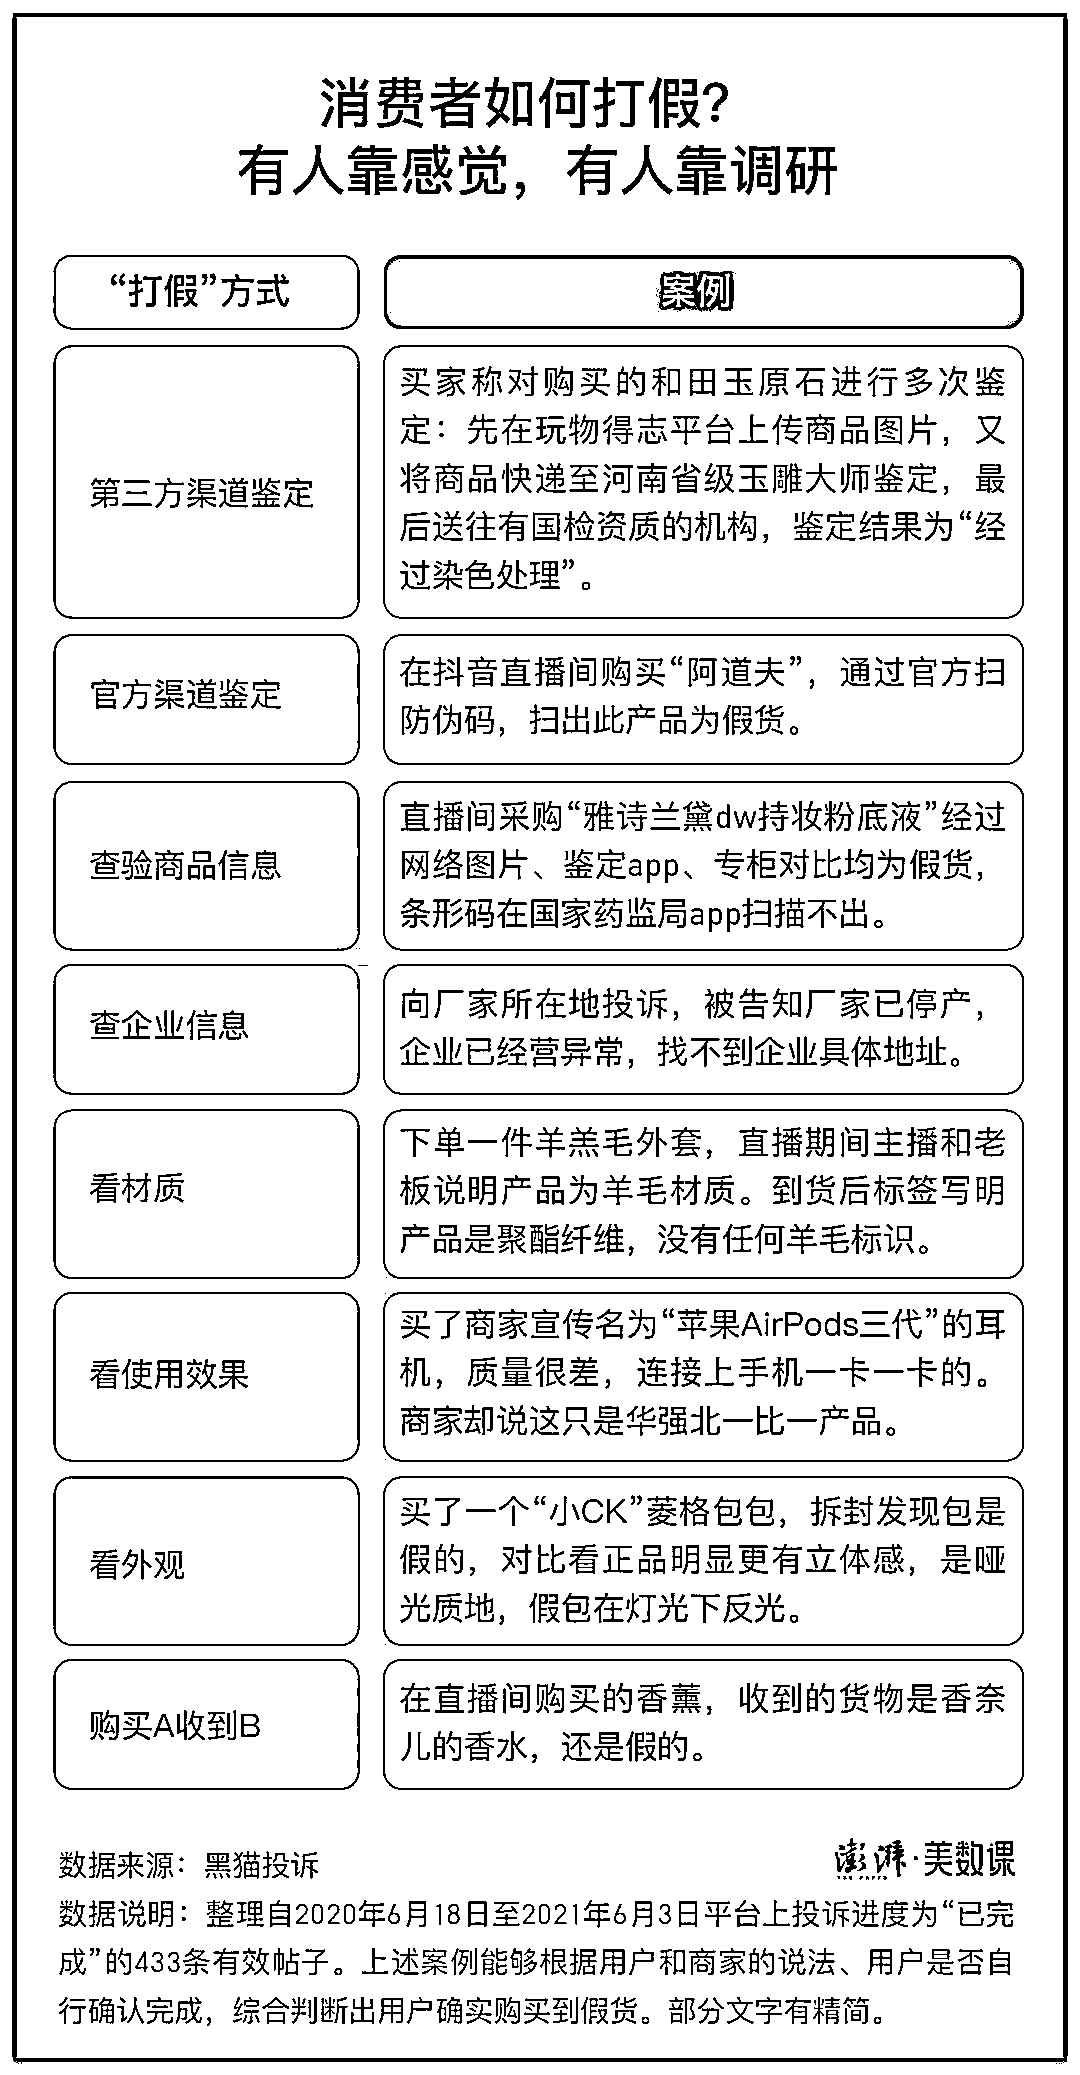 消费者如何打假?
有人靠感觉，有人靠调研
“打假”方式
案例
第三方渠道鉴定
买家称对购买的和田玉原石进行多次鉴
定：先在玩物得志平台上传商品图片，又
将商品快递至河南省级玉雕大师鉴定，最
后送往有国检资质的机构，鉴定结果为“经
过染色处理”。
官方渠道鉴定
在抖音直播间购买“阿道夫”，通过官方扫
防伪码，扫出此产品为假货。
查验商品信息
直播间采购“雅诗兰黛dw持妆粉底液”经过
网络图片、鉴定app、专柜对比均为假货，
条形码在国家药监局app扫描不出。
查企业信息
向厂家所在地投诉，被告知厂家已停产，
企业已经营异常，找不到企业具体地址。
看材质
下单一件羊羔毛外套，直播期间主播和老
板说明产品为羊毛材质。到货后标签写明
产品是聚酯纤维，没有任何羊毛标识。
看使用效果
买了商家宣传名为“苹果AirPods三代”的耳
机，质量很差，连接上手机一卡一卡的。
商家却说这只是华强北一比一产品。
看外观
买了一个“小CK”菱格包包，拆封发现包是
假的，对比看正品明显更有立体感，是哑
光质地，假包在灯光下反光。
购买A收到B
在直播间购买的香薰，收到的货物是香奈
儿的香水，还是假的。
数据来源：黑猫投诉
澎湃·美数课
数据说明：整理自2020年6月18日至2021年6月3日平台上投诉进度为“已完
成”的433条有效帖子。上述案例能够根据用户和商家的说法、用户是否自
行确认完成，综合判断出用户确实购买到假货。部分文字有精简。